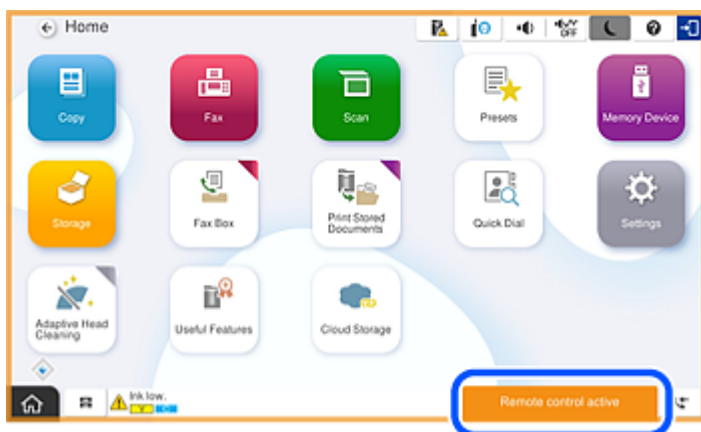 Home
OFF
Copy
Fax
Scan
Presets
Memory Device
Storage
Fax Box
Print Stored
Documents
Quick Dial
Settings
Adaptive Head
Cleaning
Useful Features
Cloud Storage
Ink low.
Y
Remote control active